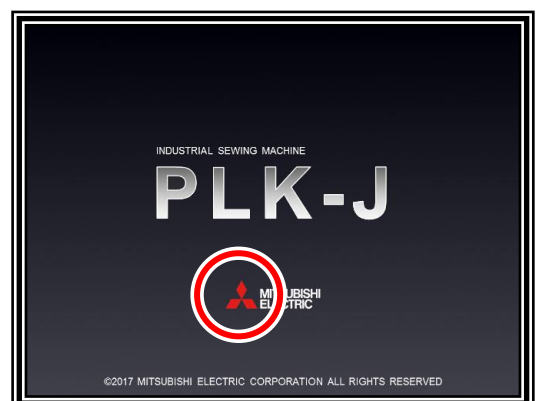 INDUSTRIAL SEWING MACHINE
PLK-J
MITSUBISHI
ELECTRIC
©2017 MITSUBISHI ELECTRIC CORPORATION ALL RIGHTS RESERVED